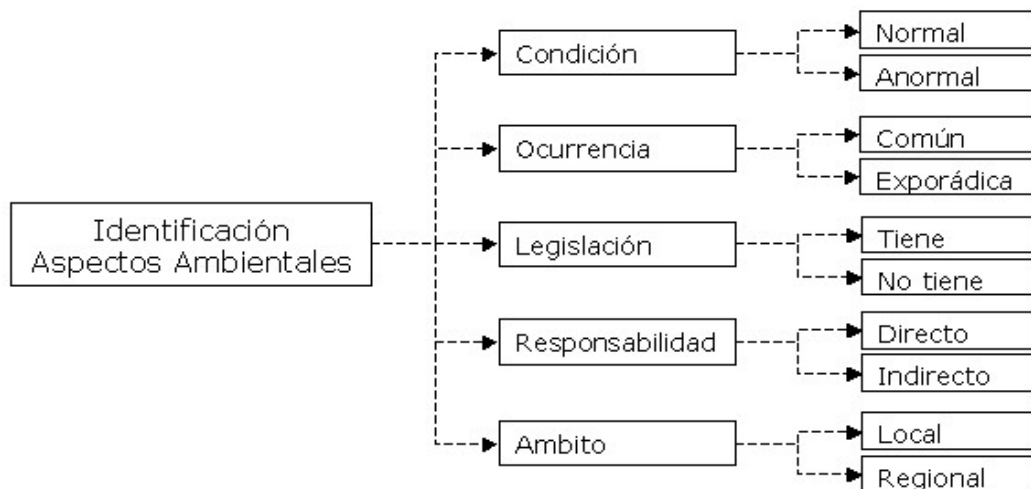 Identificación
Aspectos Ambientales
Condición
Normal
Anormal
Ocurrencia
Común
Exporádica
Legislación
Tiene
No tiene
Responsabilidad
Directo
Indirecto
Ambito
Local
Regional